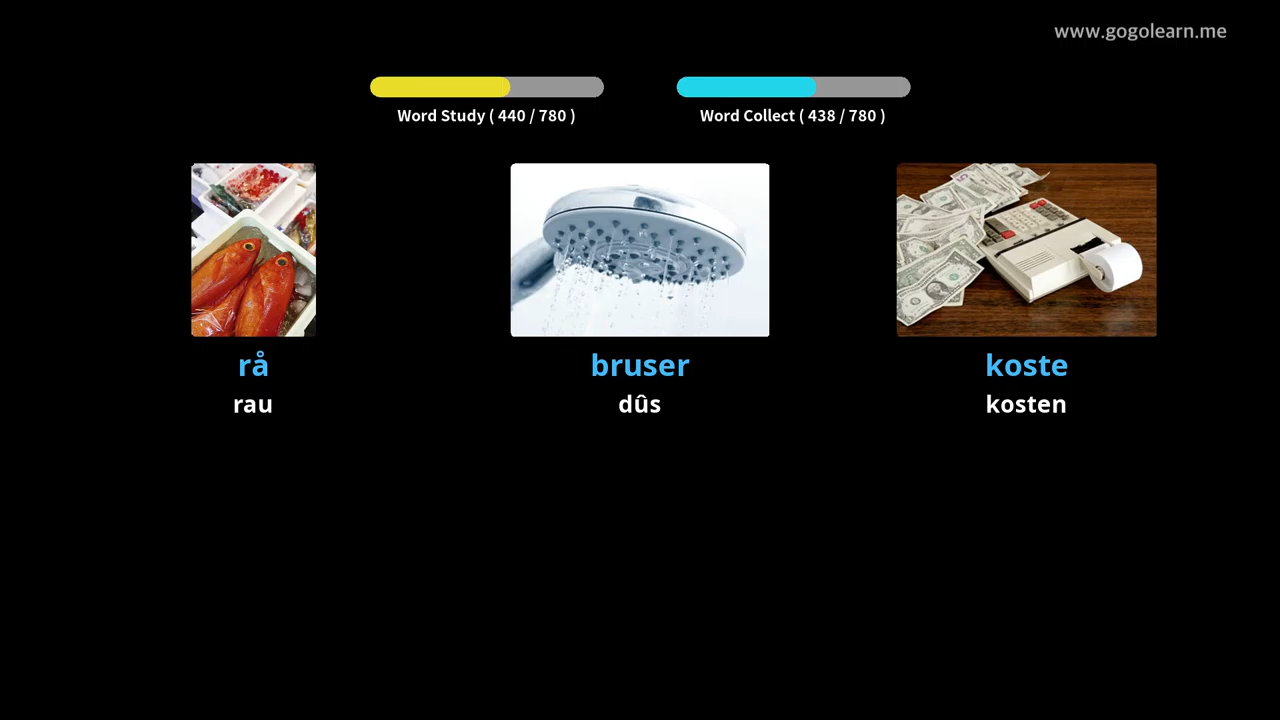 www.gogolearn.me
Word Study ( 440 / 780 )
Word Collect ( 438 / 780 )
rå
bruser
koste
rau
dûs
kosten